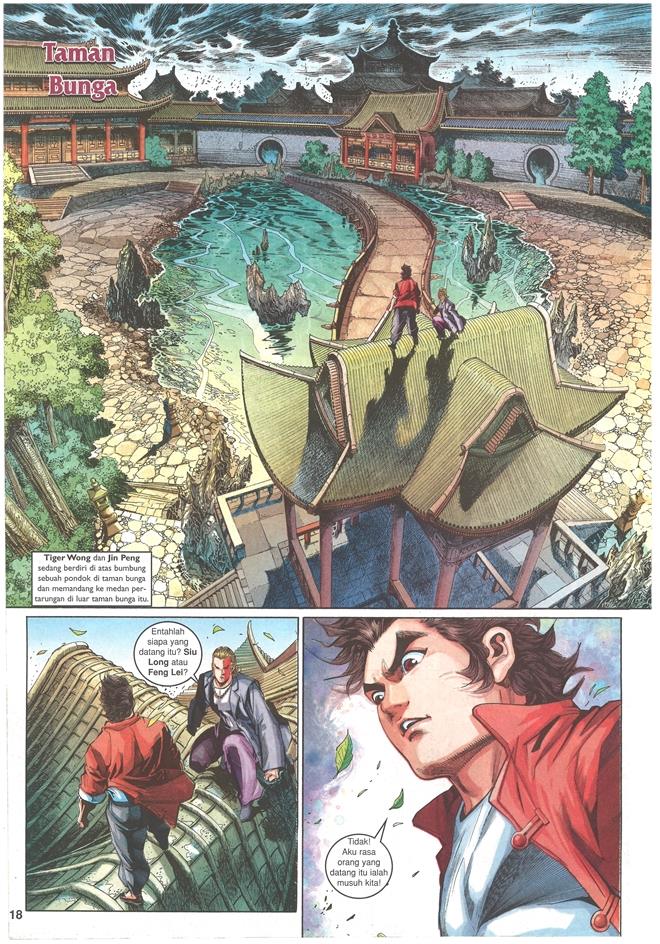 Taman
Bunga
Tiger Wong dan Jin Peng
sedang berdiri di atas bumbung
sebuah pondok di taman bunga
dan memandang ke medan per-
tarungan di luar taman bunga itu.
Entahlah
siapa yang
datang itu? Siu
Long atau
Feng Lei?
Tidak!
Aku rasa
orang yang
datang itu ialah
musuh kita!
18